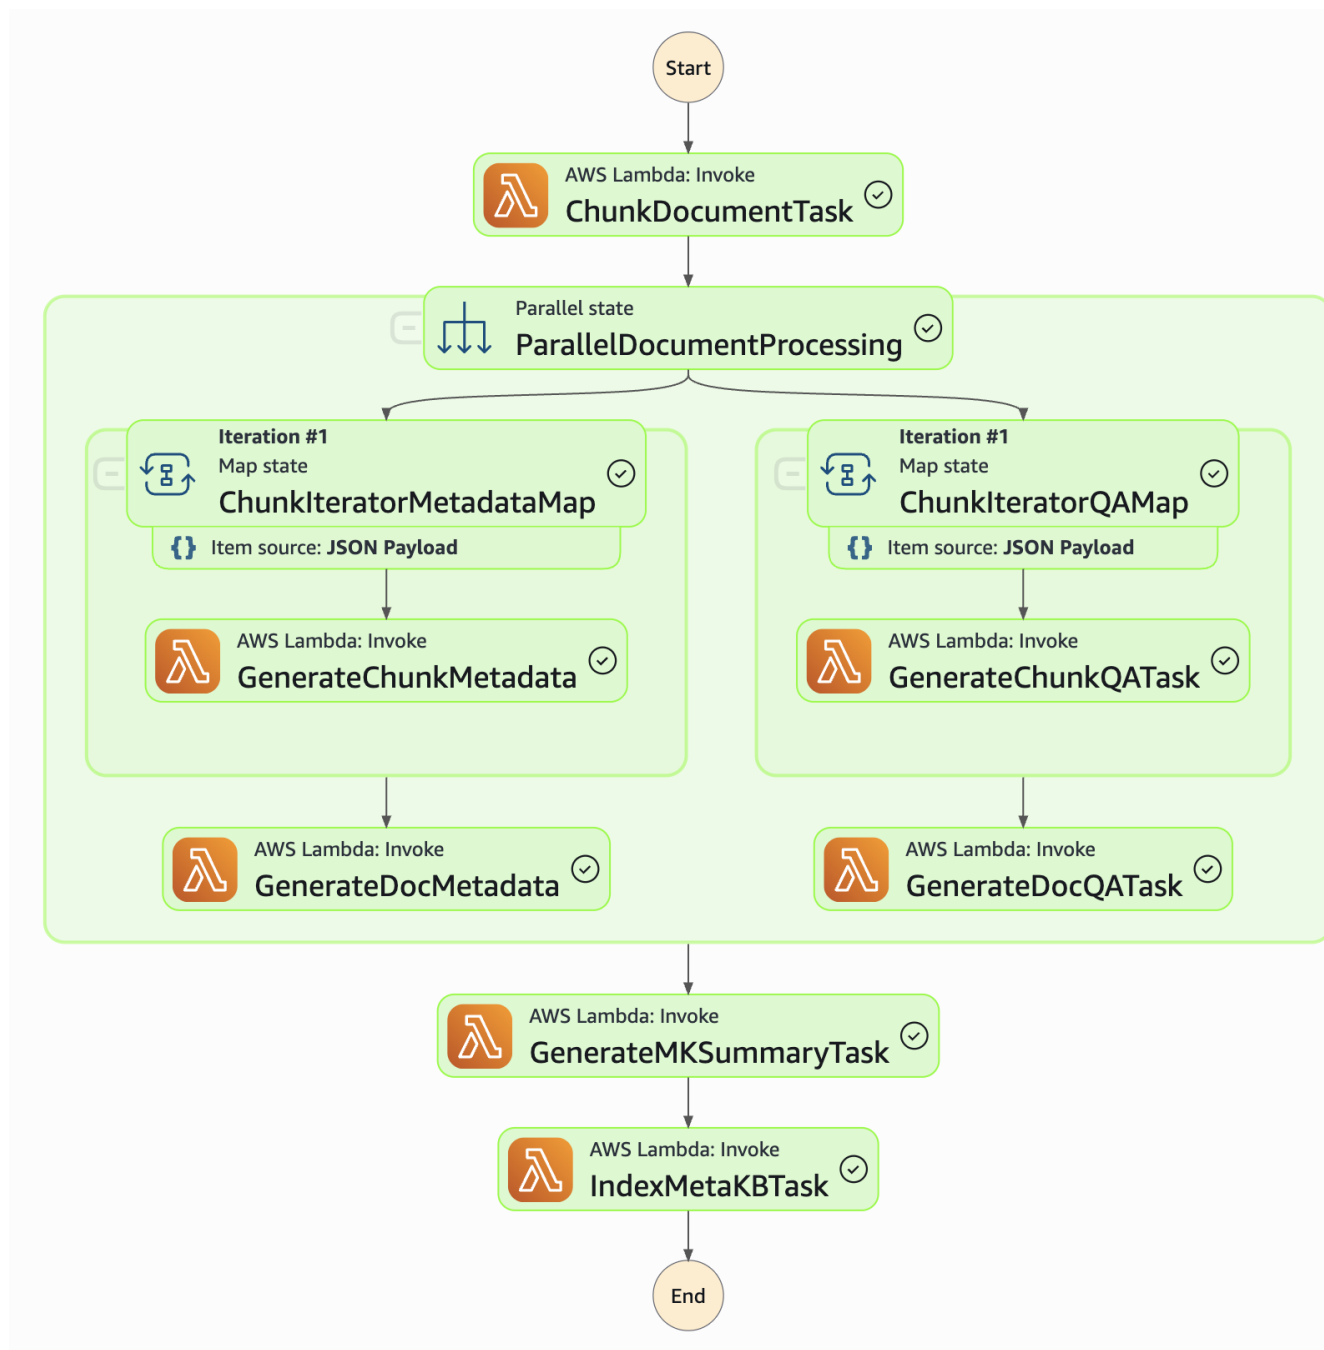 Start
AWS Lambda: Invoke
ChunkDocumentTask
Parallel state
ParallelDocumentProcessing
Iteration #1
Map state
ChunkIteratorMetadataMap
{} Item source: JSON Payload
AWS Lambda: Invoke
GenerateChunkMetadata
AWS Lambda: Invoke
GenerateDocMetadata
Iteration #1
Map state
ChunkIteratorQAMap
{} Item source: JSON Payload
AWS Lambda: Invoke
GenerateChunkQATask
AWS Lambda: Invoke
GenerateDocQATask
AWS Lambda: Invoke
GenerateMKSummaryTask
AWS Lambda: Invoke
IndexMetaKBTask
End